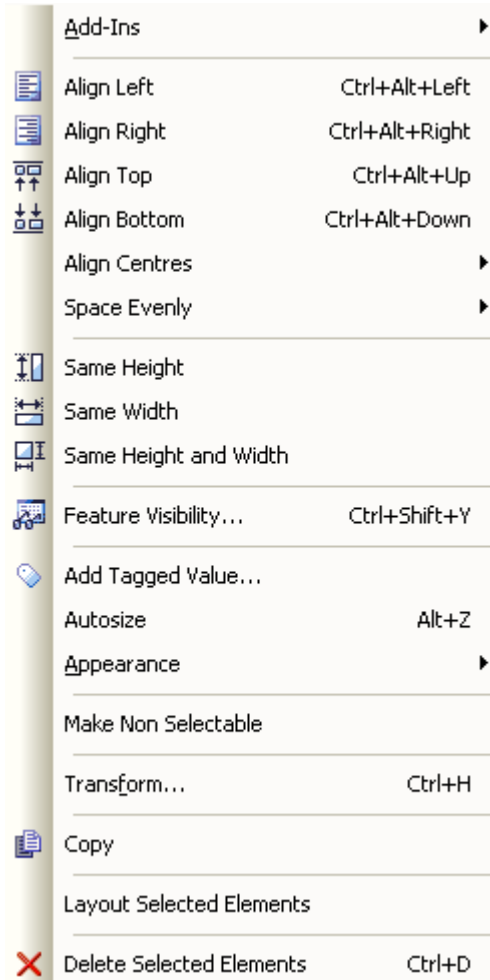 Add-Ins
Align Left Ctrl+Alt+Left
Align Right Ctrl+Alt+Right
Align Top Ctrl+Alt+Up
Align Bottom Ctrl+Alt+Down
Align Centres
Space Evenly
Same Height
Same Width
Same Height and Width
Feature Visibility... Ctrl+Shift+Y
Add Tagged Value...
Autosize Alt+Z
Appearance
Make Non Selectable
Transform... Ctrl+H
Copy
Layout Selected Elements
Delete Selected Elements Ctrl+D